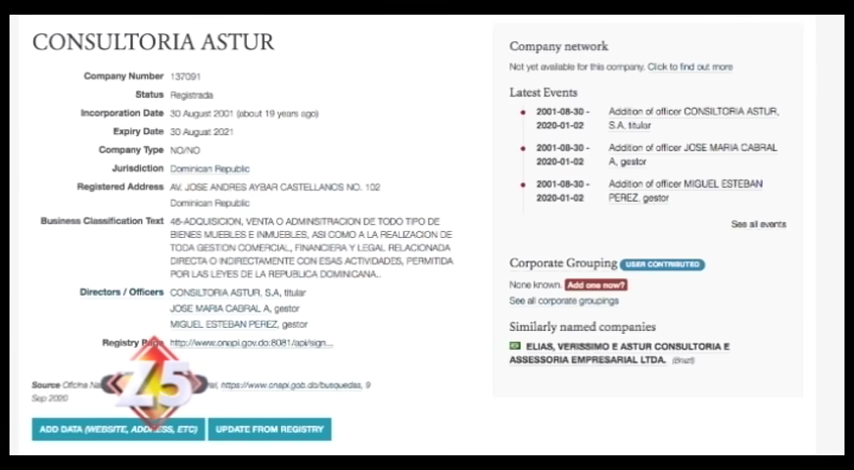 CONSULTORIA ASTUR
Company Number 137091
Status Registrada
Incorporation Date 30 August 2001 (about 19 years ago)
Expiry Date 30 August 2021
Company Type NO/NO
Jurisdiction Dominican Republic
Registered Address AV. JOSE ANDRES AYBAR CASTELLANOS NO. 102
Dominican Republic
Business Classification Text 46-ADQUISICION, VENTA O ADMINSITRACION DE TODO TIPO DE
BIENES MUEBLES E INMUEBLES, ASI COMO A LA REALIZACION DE
TODA GESTION COMERCIAL, FINANCIERA Y LEGAL RELACIONADA
DIRECTA O INDIRECTAMENTE CON ESAS ACTIVIDADES, PERMITIDA
POR LAS LEYES DE LA REPUBLICA DOMINICANA..
Directors / Officers CONSILTORIA ASTUR, S.A, titular
JOSE MARIA CABRAL A, gestor
MIGUEL ESTEBAN PEREZ, gestor
Registry Page http://www.onapi.gov.do:8081/api/sign...
Source Oficina https://www.onapi.gob.do/busquedas, 9
Sep 2020
Z5
ADD DATA (WEBSITE, ADDRESS, ETC) UPDATE FROM REGISTRY
Company network
Not yet available for this company. Click to find out more
Latest Events
2001-08-30 - Addition of officer CONSILTORIA ASTUR,
2020-01-02 S.A, titular
2001-08-30 - Addition of officer JOSE MARIA CABRAL
2020-01-02 A, gestor
2001-08-30 - Addition of officer MIGUEL ESTEBAN
2020-01-02 PEREZ, gestor
See all events
Corporate Grouping USER CONTRIBUTED
None known. Add one now?
See all corporate groupings
Similarly named companies
ELIAS, VERISSIMO E ASTUR CONSULTORIA E
ASSESSORIA EMPRESARIAL LTDA. (Brazil)